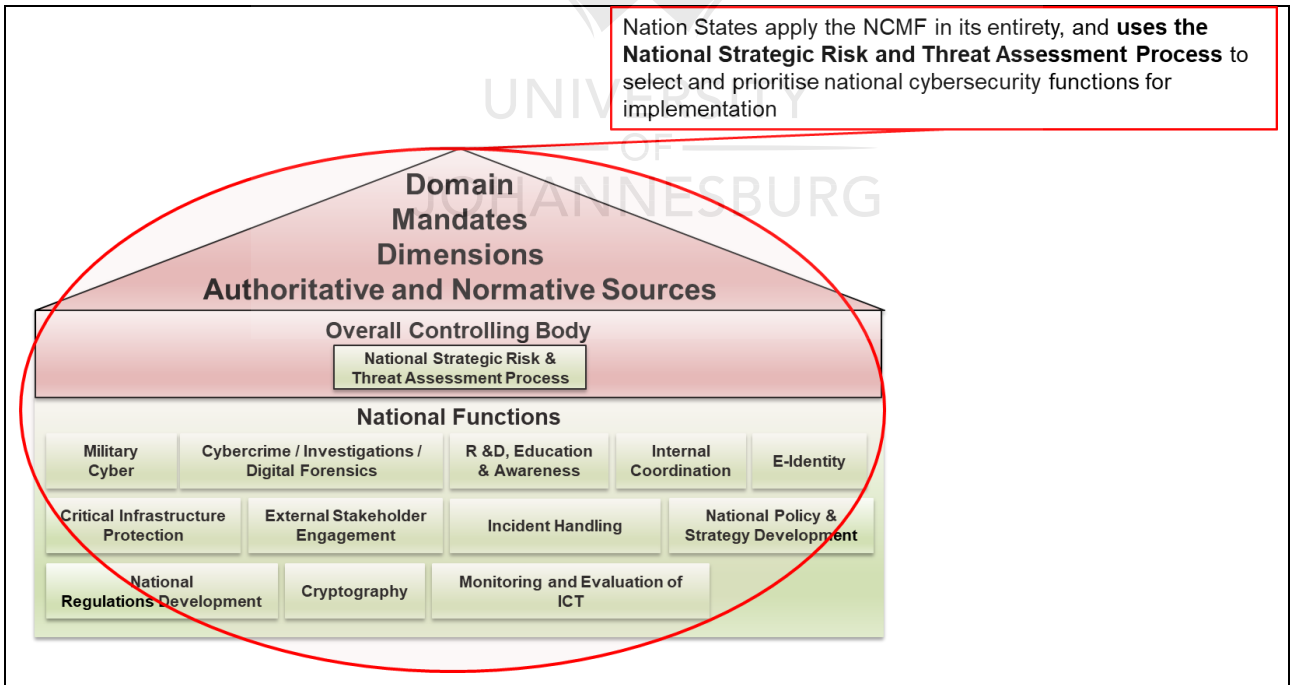 Nation States apply the NCMF in its entirety, and uses the
National Strategic Risk and Threat Assessment Process to
select and prioritise national cybersecurity functions for
implementation
UNIVERSITY
OF
JOHANNESBURG
Domain
Mandates
Dimensions
Authoritative and Normative Sources
Overall Controlling Body
National Strategic Risk &
Threat Assessment Process
National Functions
Military
Cyber
Cybercrime / Investigations /
Digital Forensics
R &D, Education
& Awareness
Internal
Coordination
E-Identity
Critical Infrastructure
Protection
External Stakeholder
Engagement
Incident Handling
National Policy &
Strategy Development
National
Regulations Development
Cryptography
Monitoring and Evaluation of
ICT